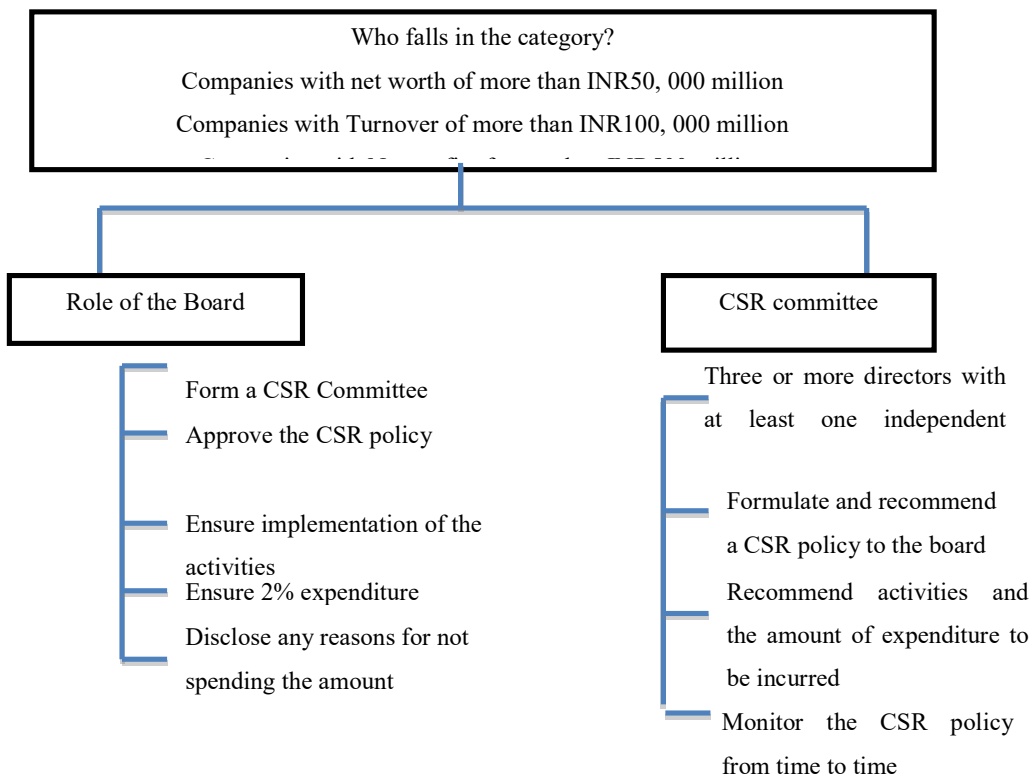 Who falls in the category?
Companies with net worth of more than INR50, 000 million
Companies with Turnover of more than INR100, 000 million
Role of the Board
Form a CSR Committee
Approve the CSR policy
Ensure implementation of the
activities
Ensure 2% expenditure
Disclose any reasons for not
spending the amount
CSR committee
Three or more directors with
at least one independent
Formulate and recommend
a CSR policy to the board
Recommend activities and
the amount of expenditure to
be incurred
Monitor the CSR policy
from time to time